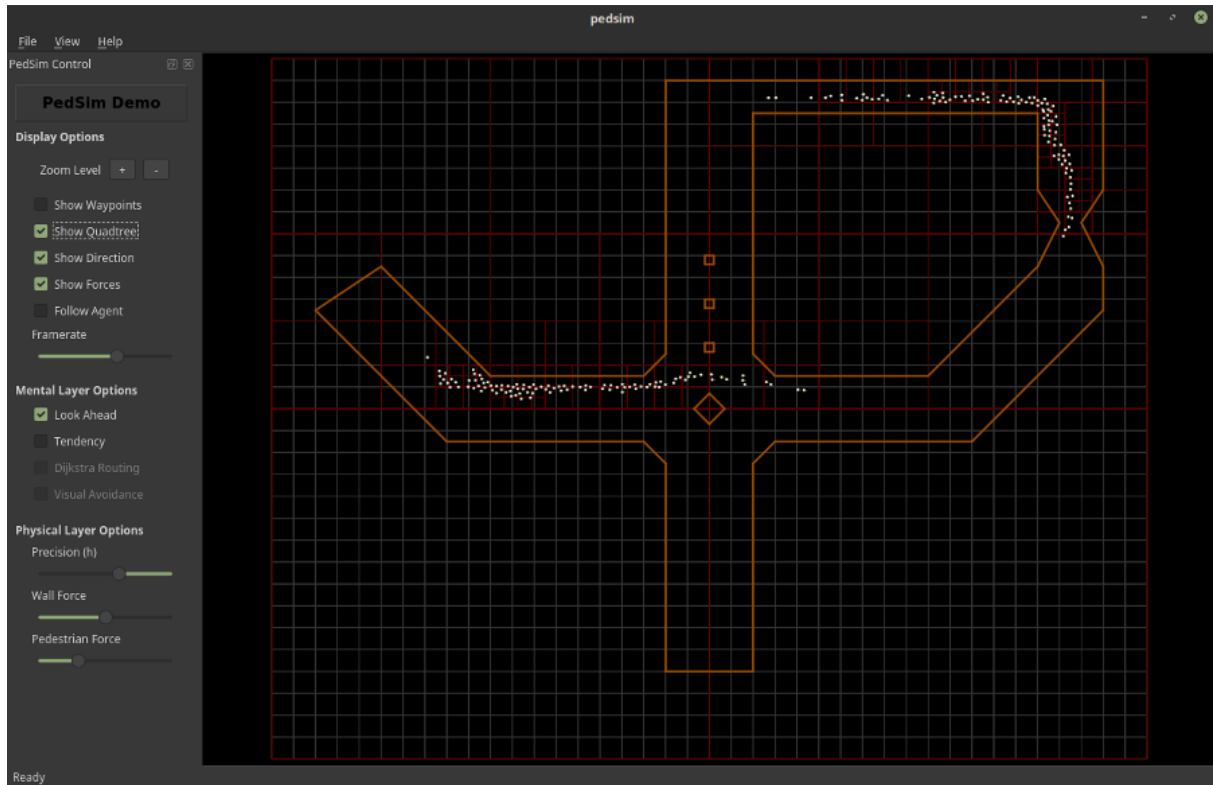 pedsim
File View Help
PedSim Control
PedSim Demo
Display Options
Zoom Level + -
Show Waypoints
Show Quadtree
Show Direction
Show Forces
Follow Agent
Framerate
Mental Layer Options
Look Ahead
Tendency
Dijkstra Routing
Visual Avoidance
Physical Layer Options
Precision (h)
Wall Force
Pedestrian Force
Ready